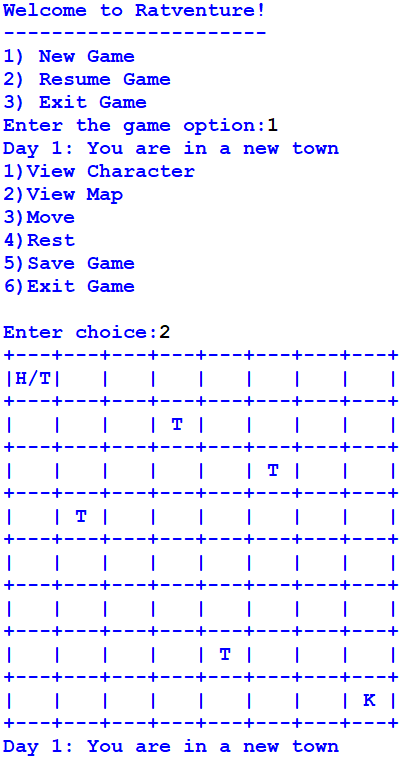 Welcome to Ratventure!
----------------------
1) New Game
2) Resume Game
3) Exit Game
Enter the game option:1
Day 1: You are in a new town
1)View Character
2)View Map
3)Move
4)Rest
5)Save Game
6)Exit Game

Enter choice:2
+---+---+---+---+---+---+---+---+
|H/T|   |   |   |   |   |   |   |
+---+---+---+---+---+---+---+---+
|   |   |   | T |   |   |   |   |
+---+---+---+---+---+---+---+---+
|   |   |   |   |   | T |   |   |
+---+---+---+---+---+---+---+---+
|   | T |   |   |   |   |   |   |
+---+---+---+---+---+---+---+---+
|   |   |   |   |   |   |   |   |
+---+---+---+---+---+---+---+---+
|   |   |   |   |   |   |   |   |
+---+---+---+---+---+---+---+---+
|   |   |   |   | T |   |   |   |
+---+---+---+---+---+---+---+---+
|   |   |   |   |   |   |   | K |
+---+---+---+---+---+---+---+---+
Day 1: You are in a new town